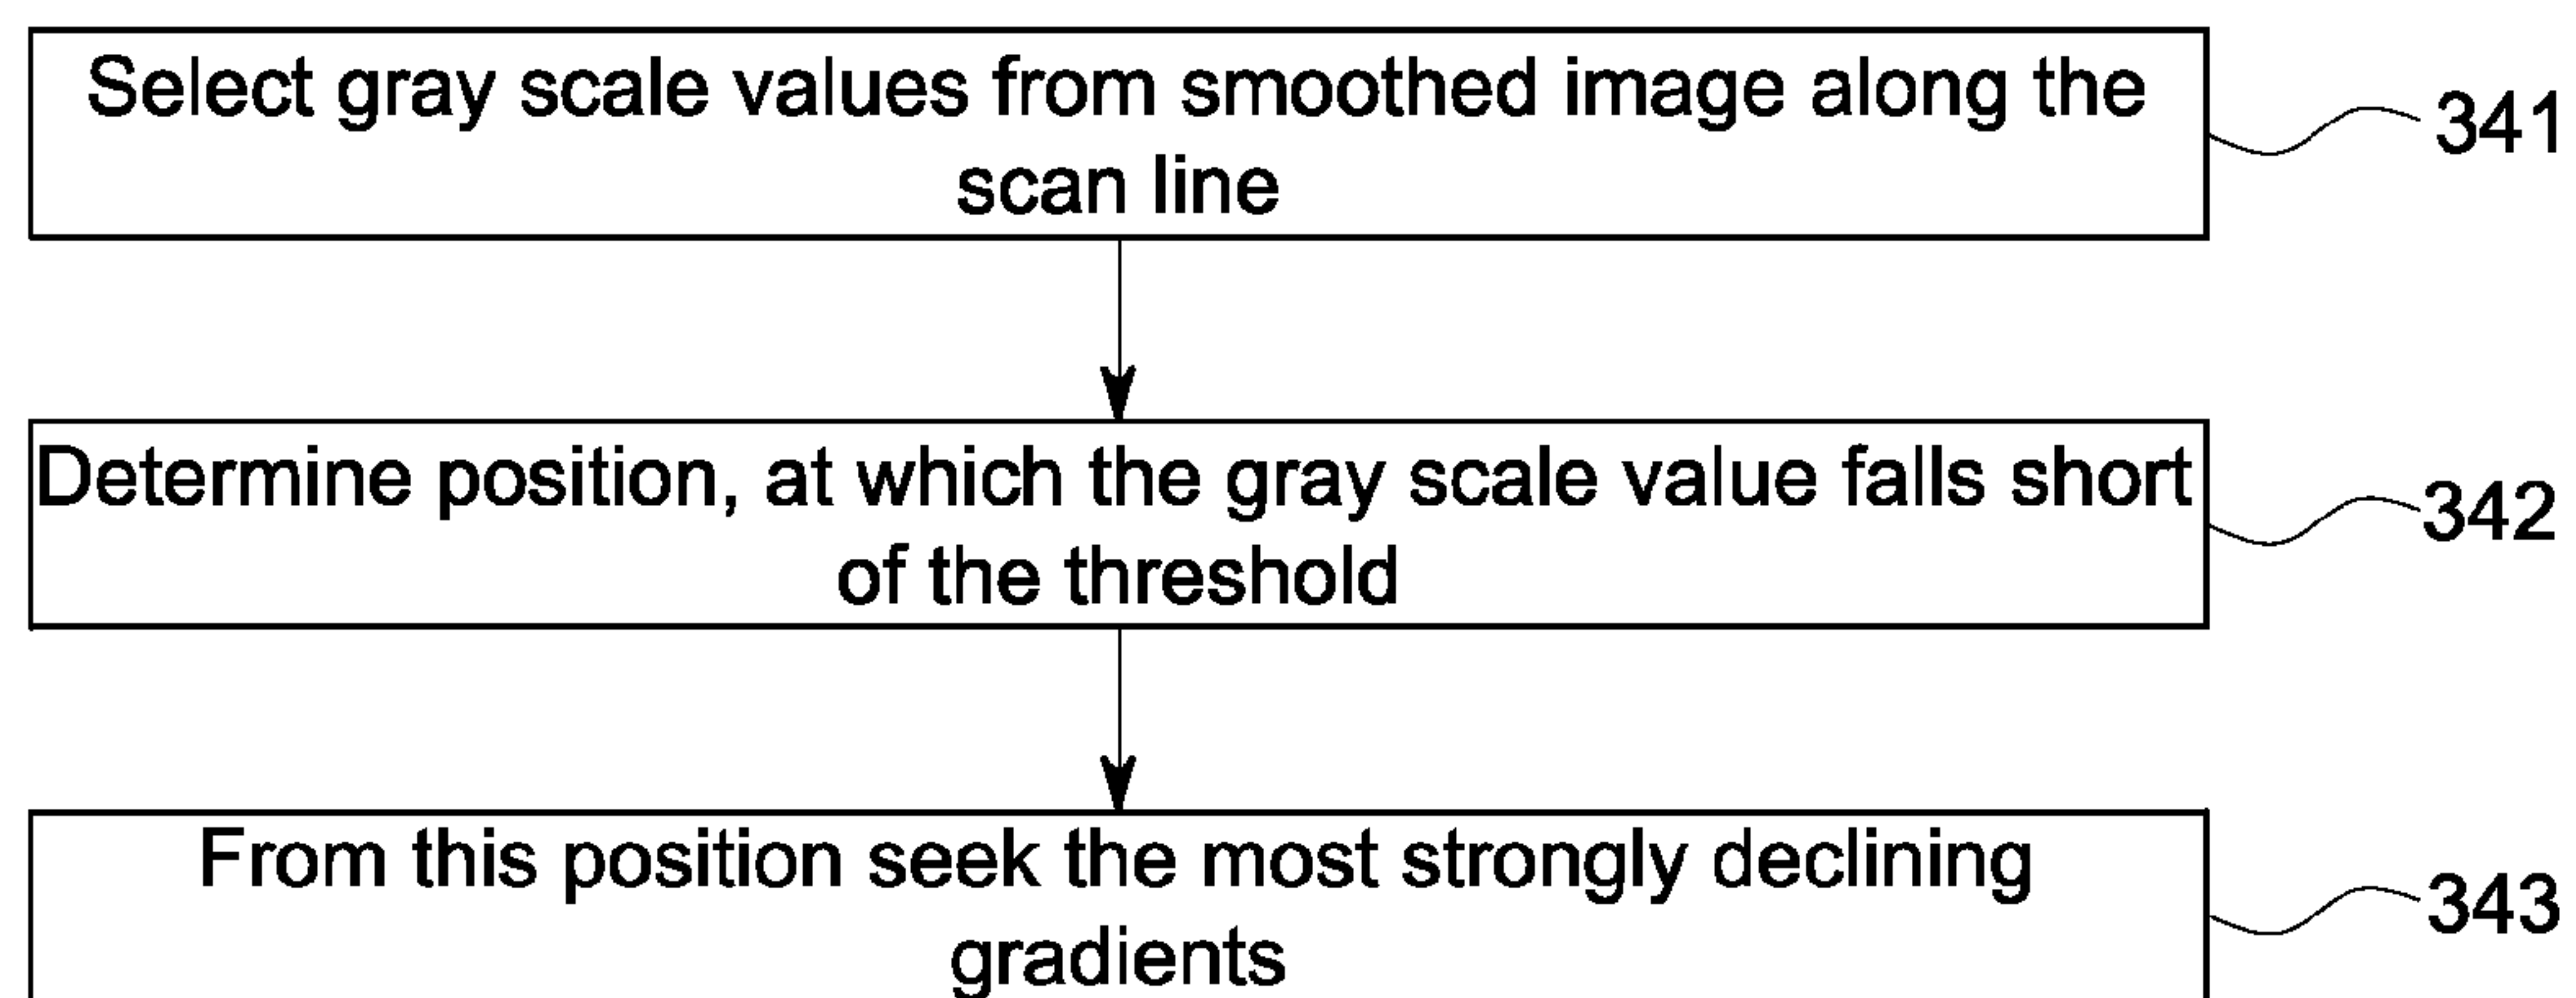 Select gray scale values from smoothed image along the
scan line
341
Determine position, at which the gray scale value falls short
of the threshold
342
From this position seek the most strongly declining
gradients
343